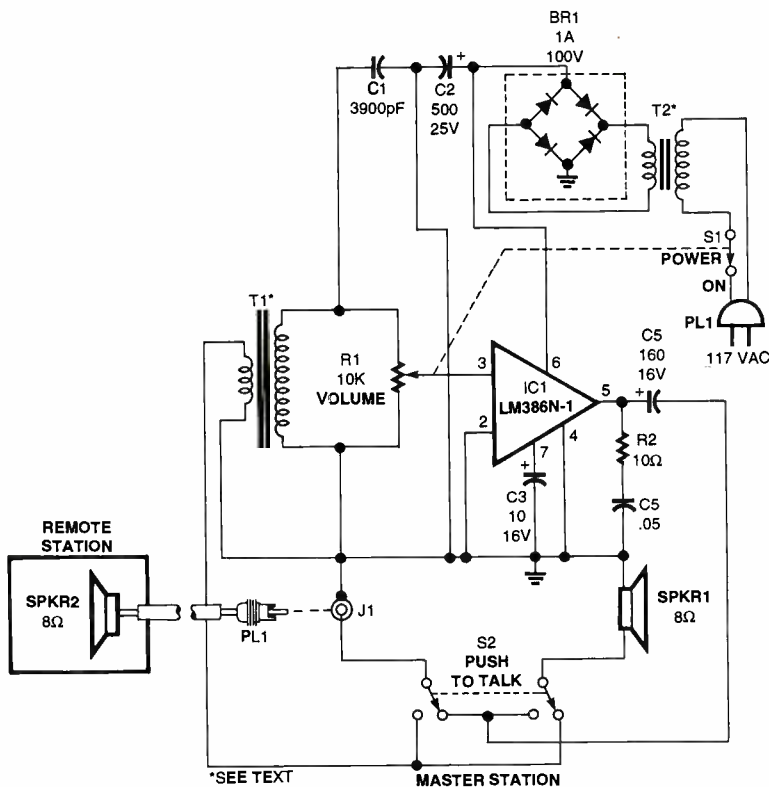 BR1
1A
100V
C1
3900pF
+
C2
500
25V
T2*
S1
POWER
ON
PL1
117 VAC
T1*
R1
10K
VOLUME
3
2
6
IC1
LM386N-1
5
7
4
+
C5
160
16V
R2
10Ω
C5
.05
+
C3
10
16V
REMOTE
STATION
SPKR2
8Ω
PL1
J1
SPKR1
8Ω
S2
PUSH
TO TALK
*SEE TEXT
MASTER STATION